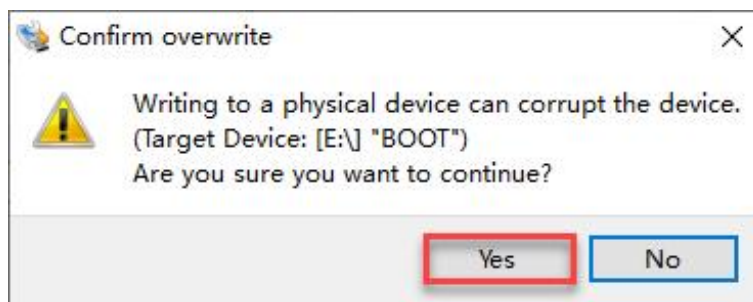 Confirm overwrite
Writing to a physical device can corrupt the device.
(Target Device: [E:\] "BOOT")
Are you sure you want to continue?
Yes
No